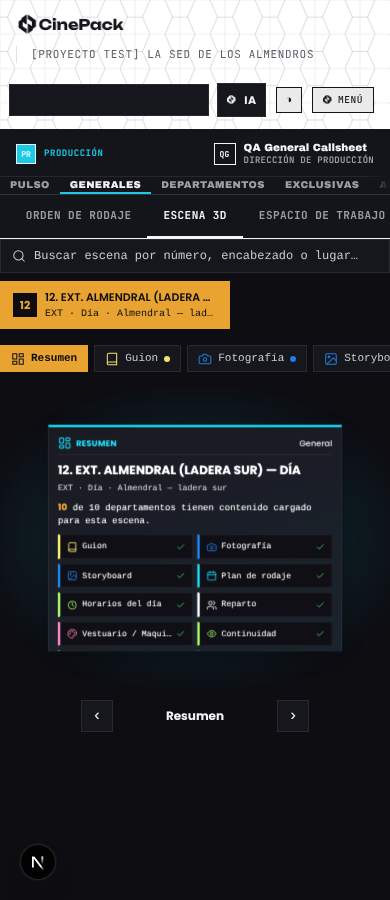 CinePack
[PROYECTO TEST] LA SED DE LOS ALMENDROS
IA
MENÚ
PR PRODUCCIÓN
QG QA General Callsheet
DIRECCIÓN DE PRODUCCIÓN
PULSO GENERALES DEPARTAMENTOS EXCLUSIVAS
ORDEN DE RODAJE ESCENA 3D ESPACIO DE TRABAJO
Buscar escena por número, encabezado o lugar…
12 12. EXT. ALMENDRAL (LADERA …
EXT · Día · Almendral — lad…
Resumen Guion Fotografía Storybo
RESUMEN General
12. EXT. ALMENDRAL (LADERA SUR) — DÍA
EXT · Día · Almendral — ladera sur
10 de 10 departamentos tienen contenido cargado
para esta escena.
Guion Fotografía
Storyboard Plan de rodaje
Horarios del día Reparto
Vestuario / Maqui… Continuidad
‹ Resumen ›
N